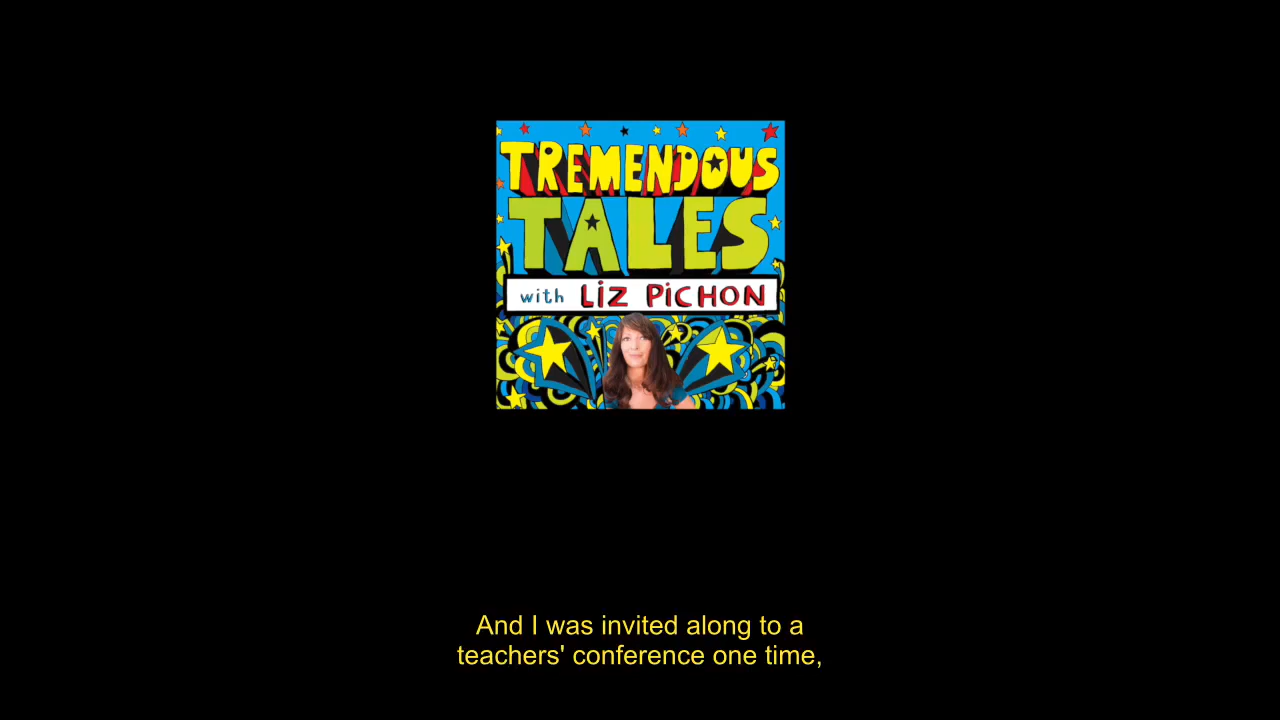 TREMENDOUS
TALES
with LiZ PiCHON
And I was invited along to a
teachers' conference one time,